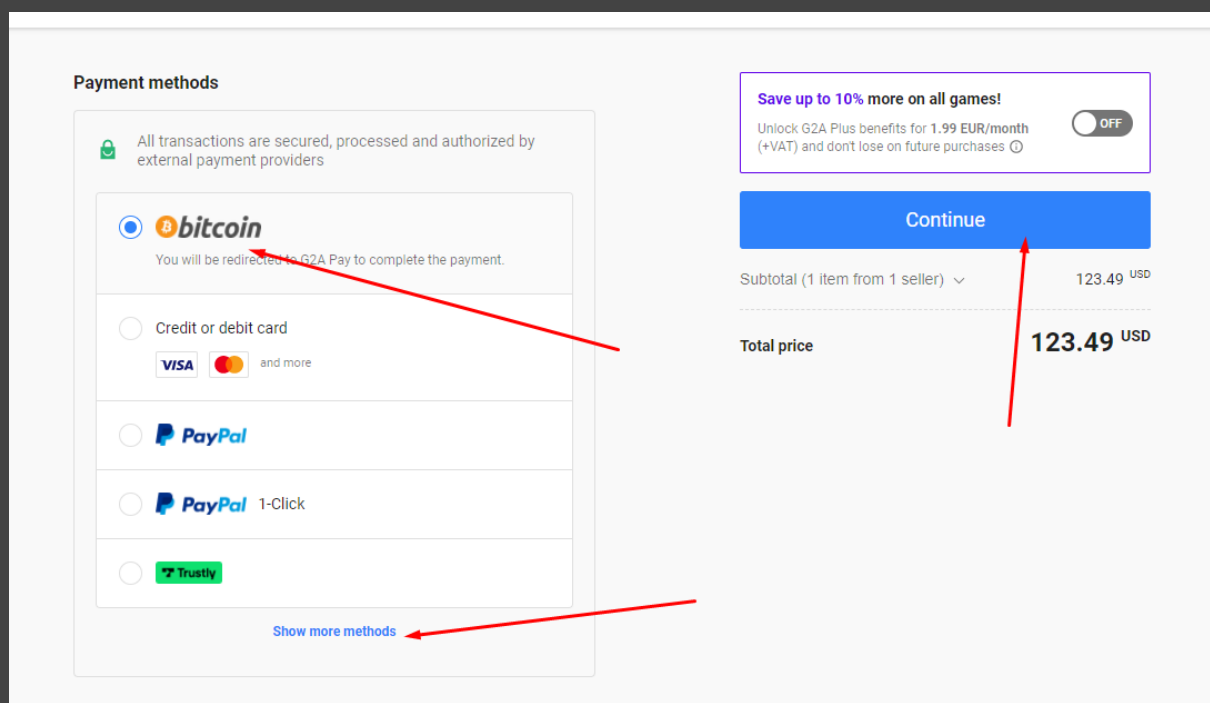 Payment methods
All transactions are secured, processed and authorized by
external payment providers
bitcoin
You will be redirected to G2A Pay to complete the payment.
Credit or debit card
VISA
and more
PayPal
PayPal 1-Click
Trustly
Show more methods
Save up to 10% more on all games!
Unlock G2A Plus benefits for 1.99 EUR/month
(+VAT) and don't lose on future purchases
OFF
Continue
Subtotal (1 item from 1 seller) 123.49 USD
Total price 123.49 USD